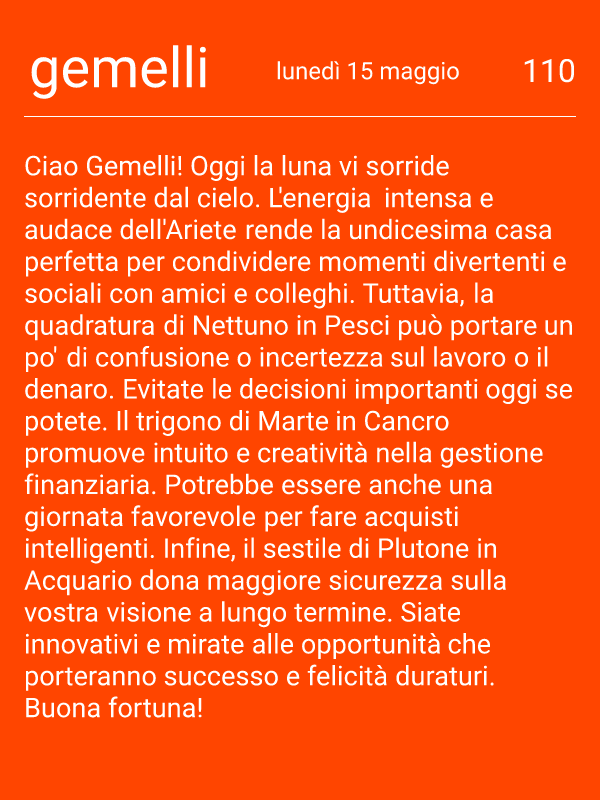 gemelli lunedì 15 maggio 110
Ciao Gemelli! Oggi la luna vi sorride
sorridente dal cielo. L'energia  intensa e
audace dell'Ariete rende la undicesima casa
perfetta per condividere momenti divertenti e
sociali con amici e colleghi. Tuttavia, la
quadratura di Nettuno in Pesci può portare un
po' di confusione o incertezza sul lavoro o il
denaro. Evitate le decisioni importanti oggi se
potete. Il trigono di Marte in Cancro
promuove intuito e creatività nella gestione
finanziaria. Potrebbe essere anche una
giornata favorevole per fare acquisti
intelligenti. Infine, il sestile di Plutone in
Acquario dona maggiore sicurezza sulla
vostra visione a lungo termine. Siate
innovativi e mirate alle opportunità che
porteranno successo e felicità duraturi.
Buona fortuna!